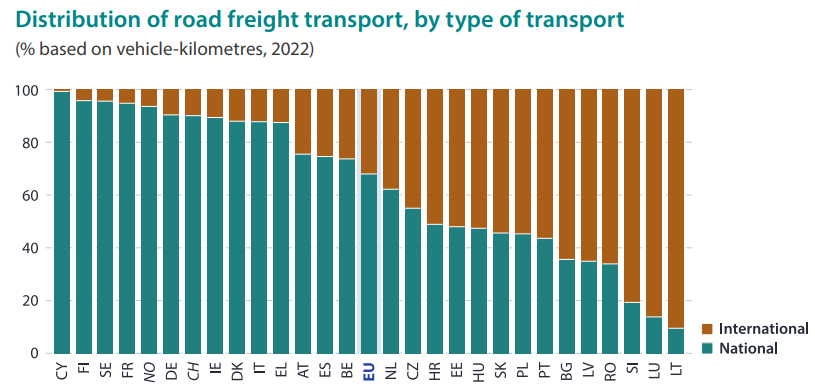 Distribution of road freight transport, by type of transport
(% based on vehicle-kilometres, 2022)
100
80
60
40
20
0
CY FI SE FR NO DE CH IE DK IT EL AT ES BE EU NL CZ HR EE HU SK PL PT BG LV RO SI LU LT
International
National